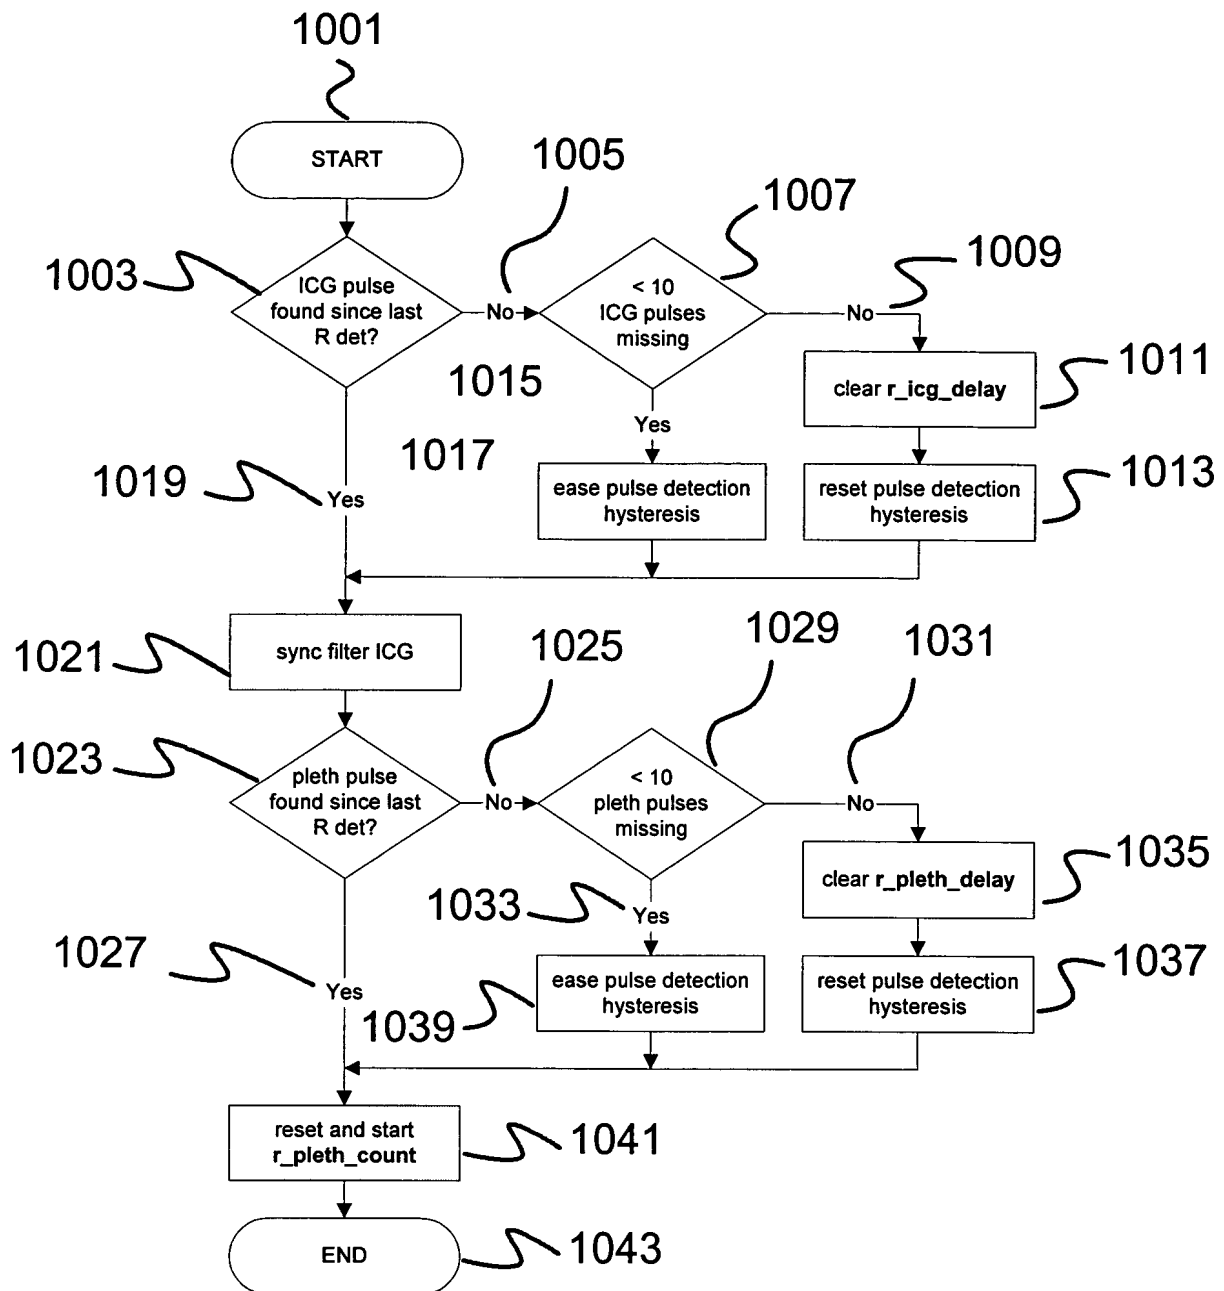 1001
START
1005
1007
1003
ICG pulse
found since last
R det?
No
< 10
ICG pulses
missing
No
1009
1015
clear r_icg_delay
1011
Yes
1017
1019
Yes
ease pulse detection
hysteresis
reset pulse detection
hysteresis
1013
1021
sync filter ICG
1025
1029
1031
1023
pleth pulse
found since last
R det?
No
< 10
pleth pulses
missing
No
clear r_pleth_delay
1035
1033
Yes
1027
Yes
ease pulse detection
hysteresis
1039
reset pulse detection
hysteresis
1037
reset and start
r_pleth_count
1041
END
1043